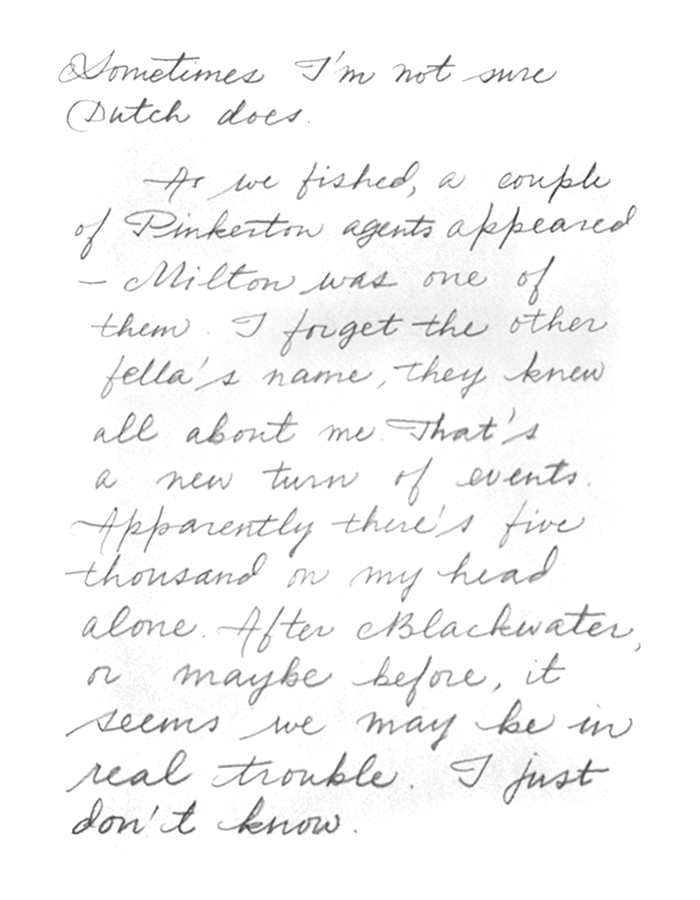 Sometimes I'm not sure
Dutch does.
As we fished, a couple
of Pinkerton agents appeared
– Milton was one of
them. I forget the other
fella's name, they knew
all about me. That's
a new turn of events.
Apparently there's five
thousand on my head
alone. After Blackwater,
or maybe before, it
seems we may be in
real trouble. I just
don't know.